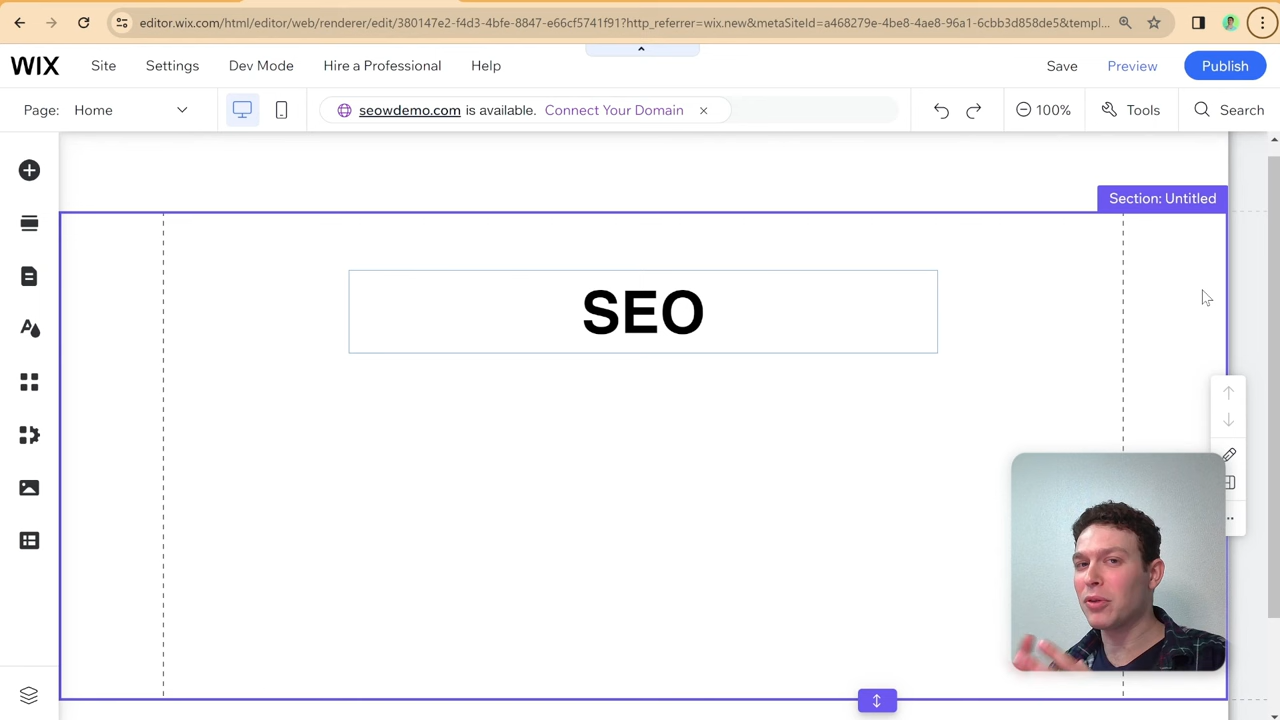 editor.wix.com/html/editor/web/renderer/edit/380147e2-f4d3-4bfe-8847-e66cf5741f91?http_referrer=wix.new&metaSiteId=a468279e-4be8-4ae8-96a1-6cbb3d858de5&templ...
WIX Site Settings Dev Mode Hire a Professional Help Save Preview Publish
Page: Home seowdemo.com is available. Connect Your Domain 100% Tools Search
Section: Untitled
SEO